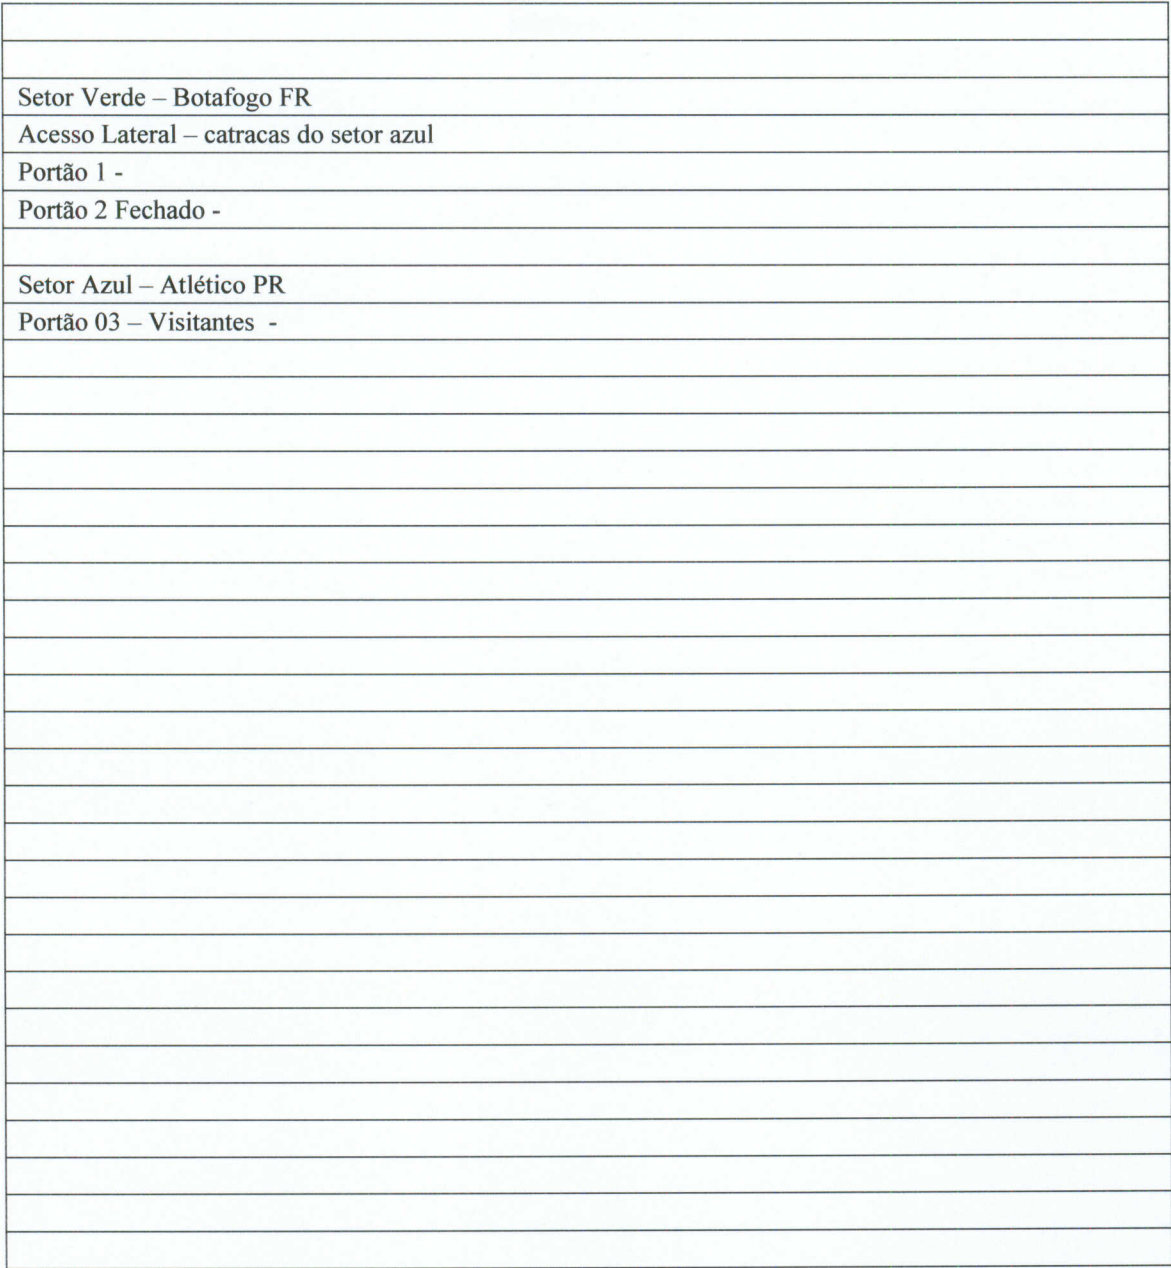 Setor Verde – Botafogo FR
Acesso Lateral – catracas do setor azul
Portão 1 -
Portão 2 Fechado -
Setor Azul – Atlético PR
Portão 03 – Visitantes -